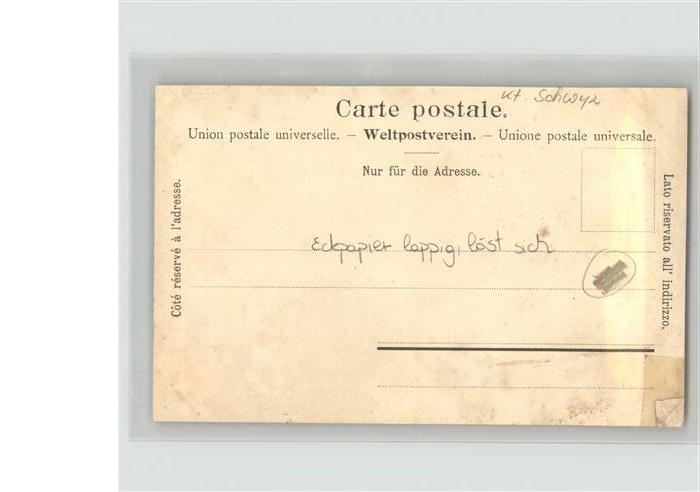 Kt. Schwyz
Carte postale.
Union postale universelle. – Weltpostverein. – Unione postale universale.
Nur für die Adresse.
Côté réservé à l'adresse.
Lato riservato all' indirizzo.
Eckpapier lappig, löst sich